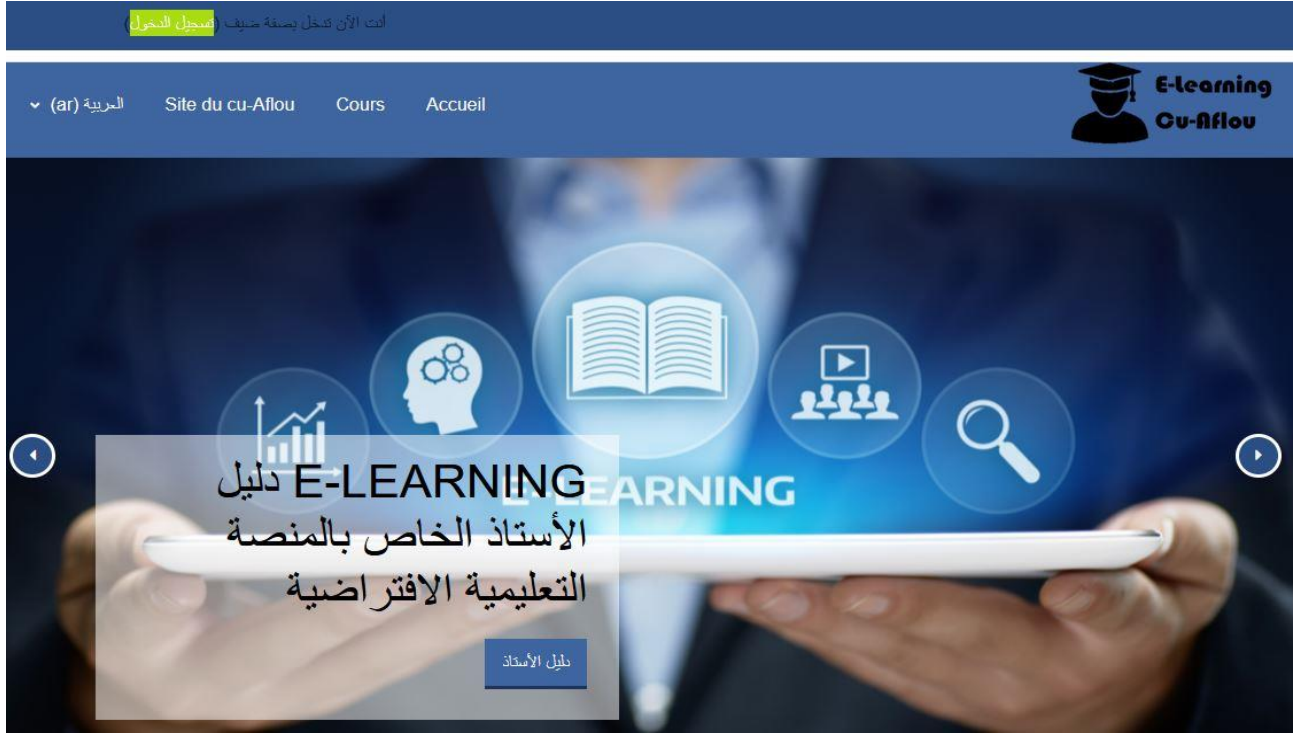 أنت الآن تدخل بصفة ضيف (تسجيل الدخول)
E-Learning
Cu-Aflou
Accueil
Cours
Site du cu-Aflou
العربية (ar)
E-LEARNING
E-LEARNING دليل
الأستاذ الخاص بالمنصة
التعليمية الافتراضية
دليل الأستاذ